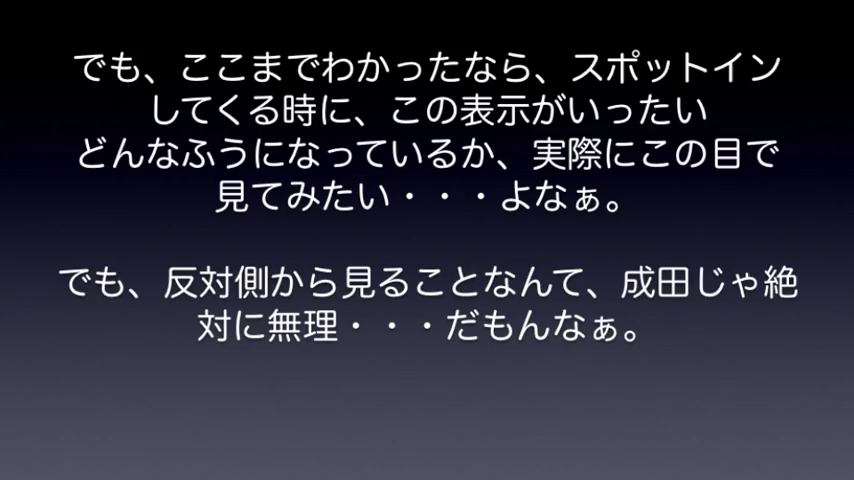 でも、ここまでわかったなら、スポットイン
してくる時に、この表示がいったい
どんなふうになっているか、実際にこの目で
見てみたい・・・よなぁ。
でも、反対側から見ることなんて、成田じゃ絶
対に無理・・・だもんなぁ。